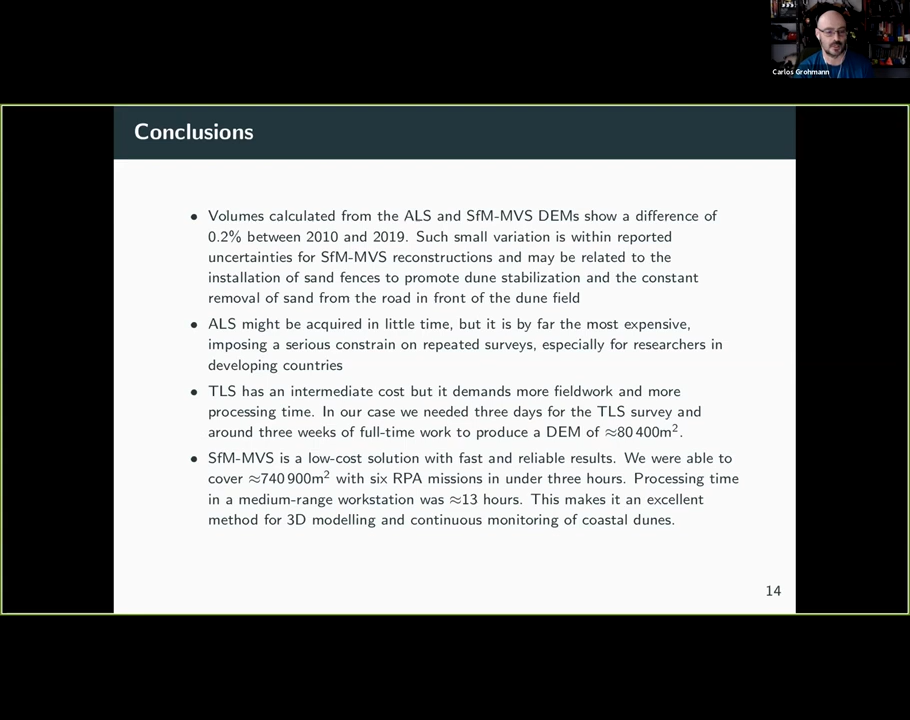 Carlos Grohmann
Conclusions
• Volumes calculated from the ALS and SfM-MVS DEMs show a difference of
0.2% between 2010 and 2019. Such small variation is within reported
uncertainties for SfM-MVS reconstructions and may be related to the
installation of sand fences to promote dune stabilization and the constant
removal of sand from the road in front of the dune field
• ALS might be acquired in little time, but it is by far the most expensive,
imposing a serious constrain on repeated surveys, especially for researchers in
developing countries
• TLS has an intermediate cost but it demands more fieldwork and more
processing time. In our case we needed three days for the TLS survey and
around three weeks of full-time work to produce a DEM of ≈80 400m².
• SfM-MVS is a low-cost solution with fast and reliable results. We were able to
cover ≈740 900m² with six RPA missions in under three hours. Processing time
in a medium-range workstation was ≈13 hours. This makes it an excellent
method for 3D modelling and continuous monitoring of coastal dunes.
14